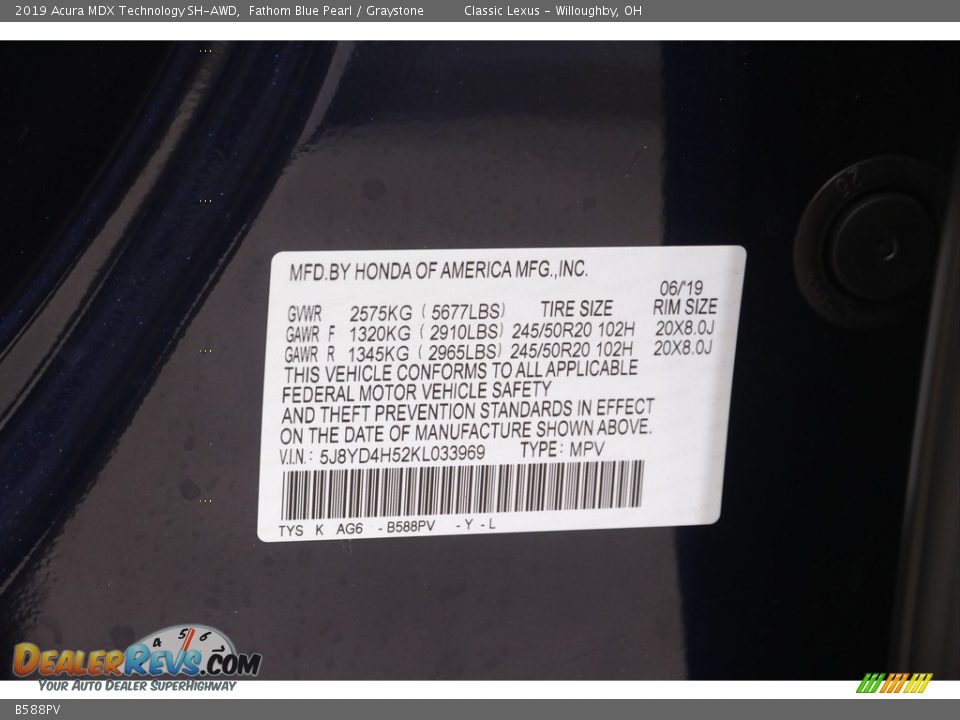 2019 Acura MDX Technology SH-AWD, Fathom Blue Pearl / Graystone Classic Lexus - Willoughby, OH
MFD.BY HONDA OF AMERICA MFG.,INC.
06/'19
GVWR 2575KG ( 5677LBS) TIRE SIZE RIM SIZE
GAWR F 1320KG ( 2910LBS) 245/50R20 102H 20X8.0J
GAWR R 1345KG ( 2965LBS) 245/50R20 102H 20X8.0J
THIS VEHICLE CONFORMS TO ALL APPLICABLE
FEDERAL MOTOR VEHICLE SAFETY
AND THEFT PREVENTION STANDARDS IN EFFECT
ON THE DATE OF MANUFACTURE SHOWN ABOVE.
V.I.N.: 5J8YD4H52KL033969 TYPE: MPV
TYS K AG6 -B588PV -Y-L
4 5 6
DEALERREVS.COM
YOUR AUTO DEALER SUPERHIGHWAY
B588PV